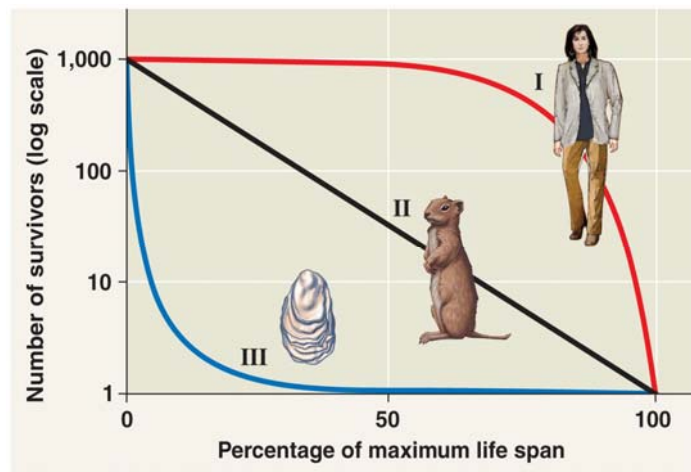 Number of survivors (log scale)
1,000
100
10
1
I
II
III
0
50
100
Percentage of maximum life span